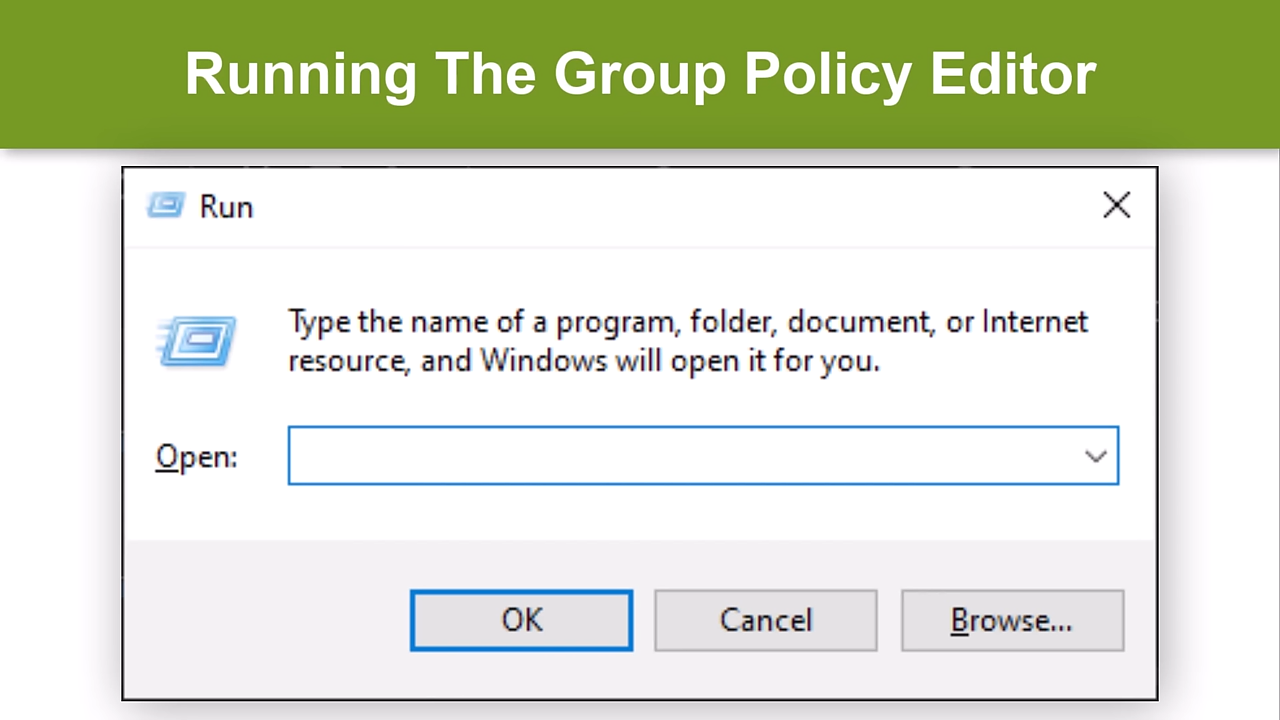 Running The Group Policy Editor
Run
Type the name of a program, folder, document, or Internet
resource, and Windows will open it for you.
Open:
OK Cancel Browse...